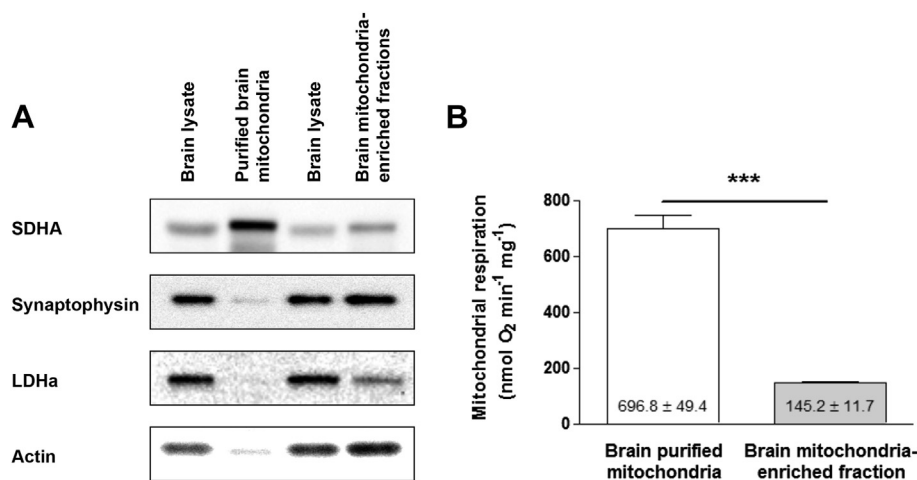 A
Brain lysate
Purified brain
mitochondria
Brain lysate
Brain mitochondria-
enriched fractions
SDHA
Synaptophysin
LDHa
Actin
B
***
Mitochondrial respiration
(nmol O₂ min⁻¹ mg⁻¹)
800
600
400
200
0
696.8 ± 49.4
145.2 ± 11.7
Brain purified
mitochondria
Brain mitochondria-
enriched fraction